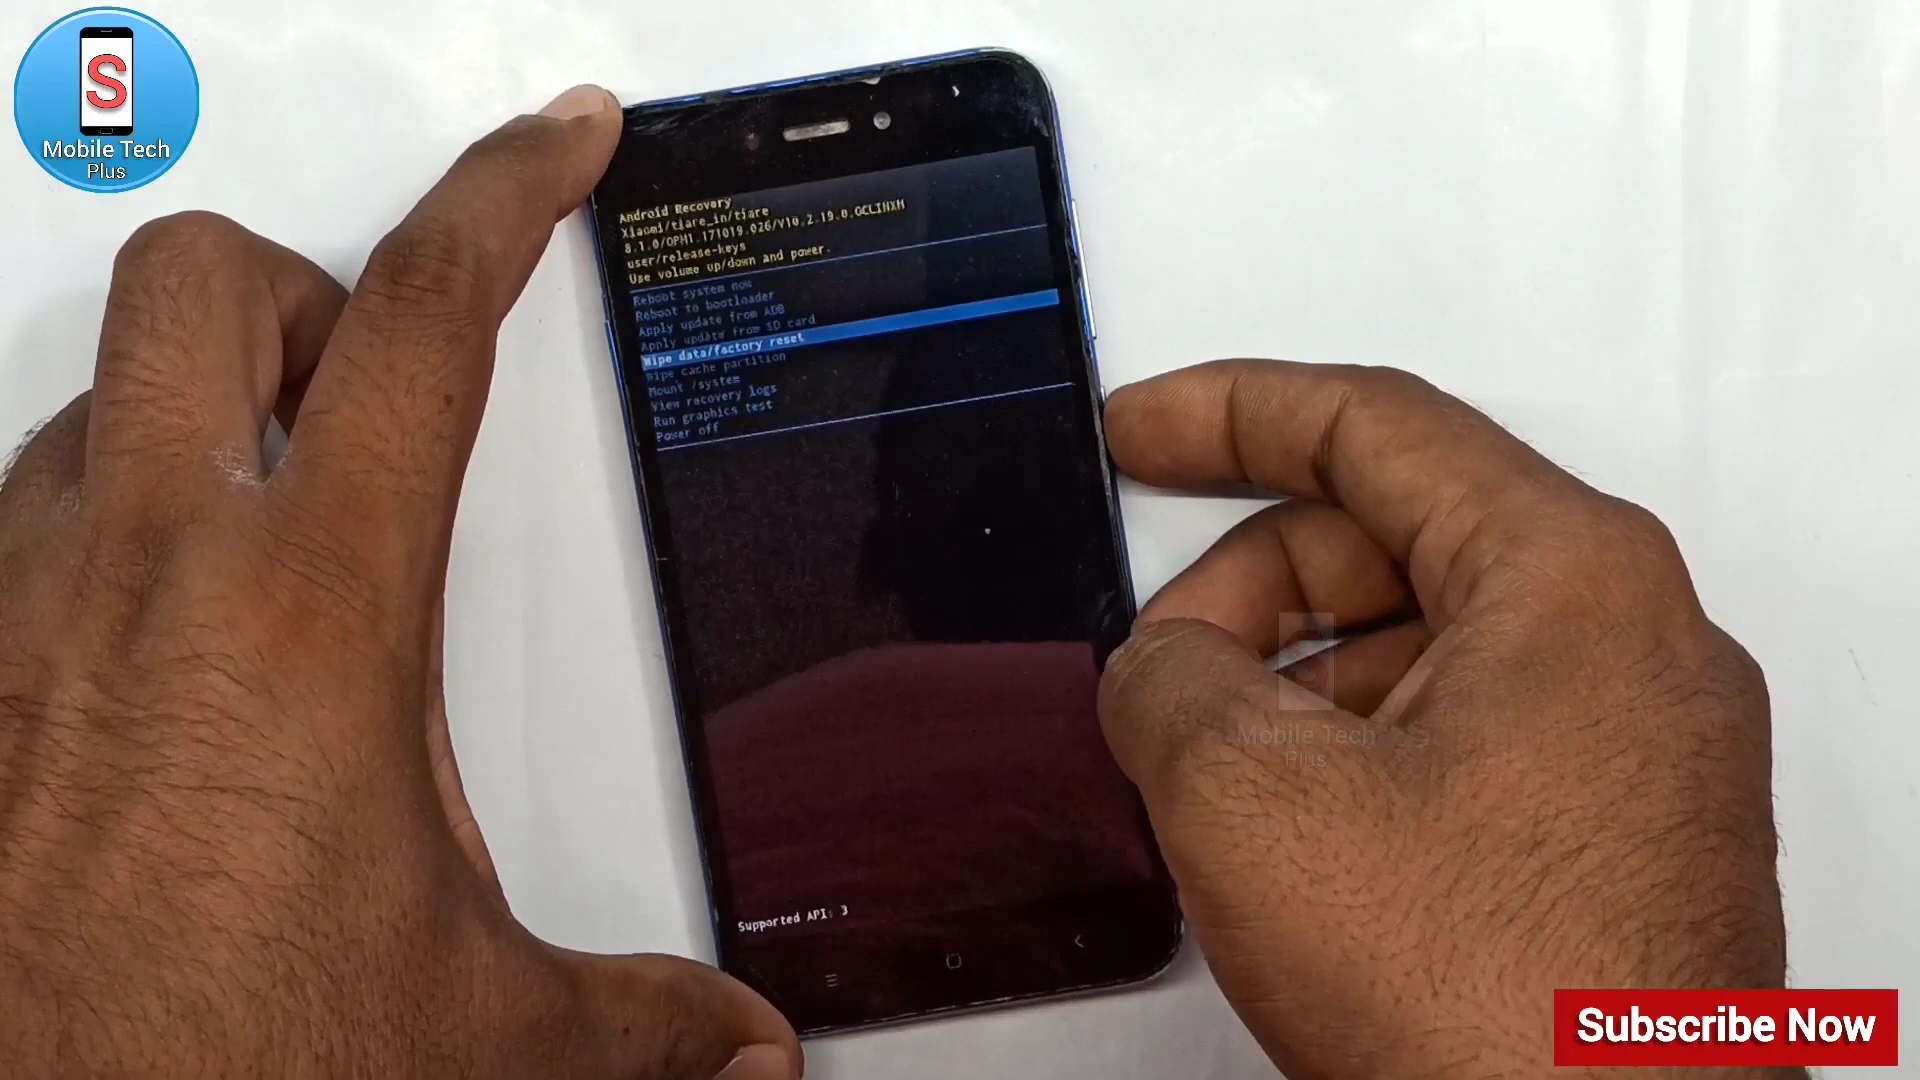 S
Mobile Tech
Plus
Android Recovery
Xiaomi/tiare_in/tiare
8.1.0/OPM1.171019.026/V10.2.19.0.OCLINXM
user/release-keys
Use volume up/down and power.
Reboot system now
Reboot to bootloader
Apply update from ADB
Apply update from SD card
Wipe data/factory reset
Wipe cache partition
Mount /system
View recovery logs
Run graphics test
Power off
Supported API: 3
Mobile Tech
Plus
Subscribe Now